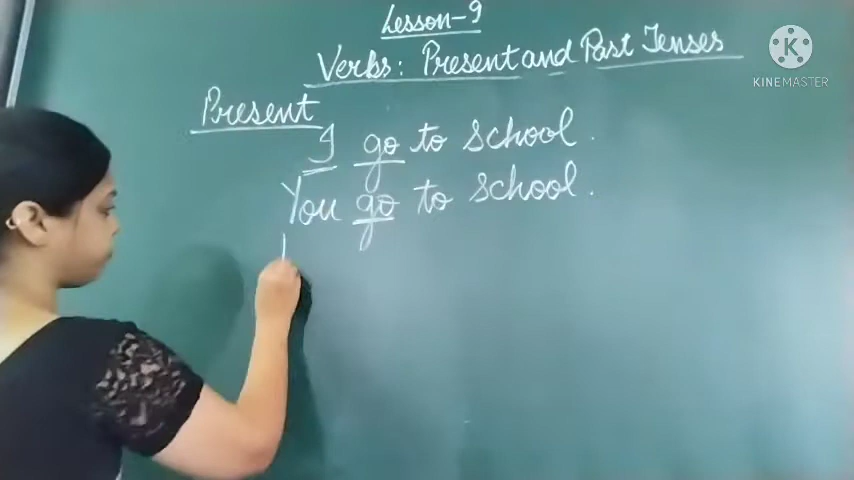 Lesson-9
Verbs: Present and Past Tenses
Present
I go to school.
You go to school.
K
KINEMASTER